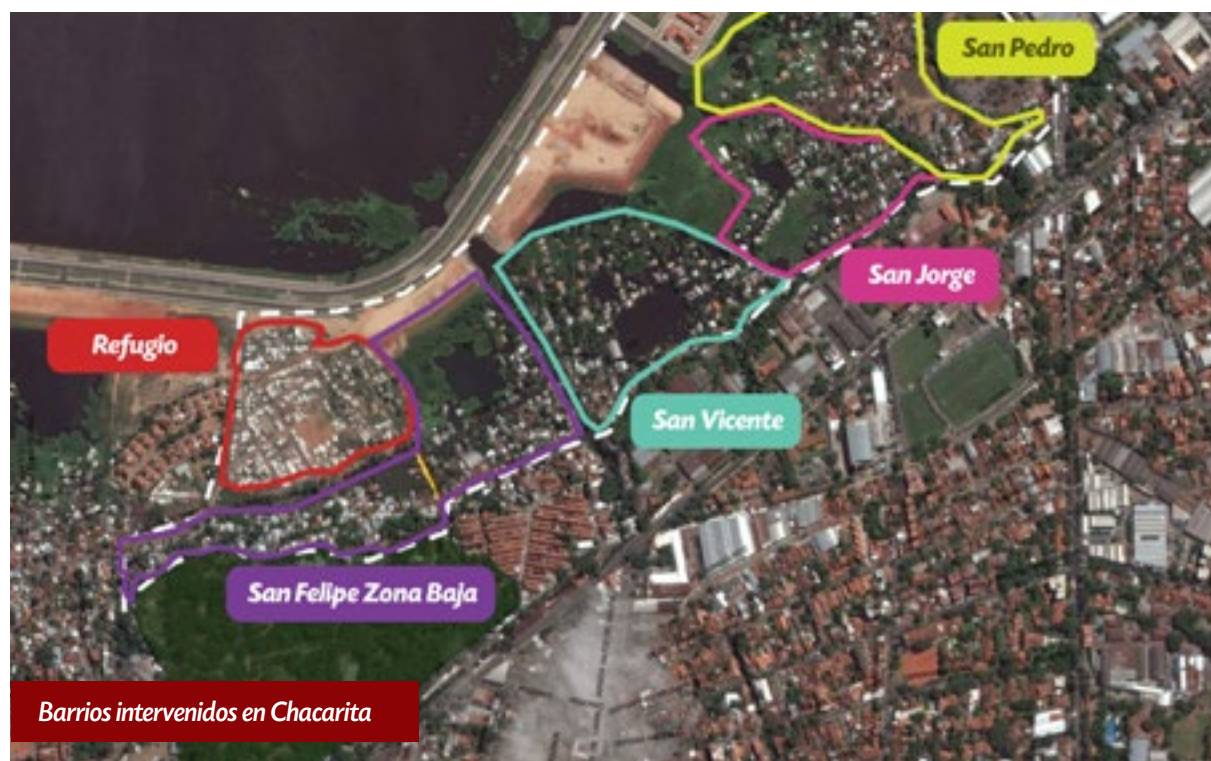 San Pedro
San Jorge
Refugio
San Vicente
San Felipe Zona Baja
Barrios intervenidos en Chacarita